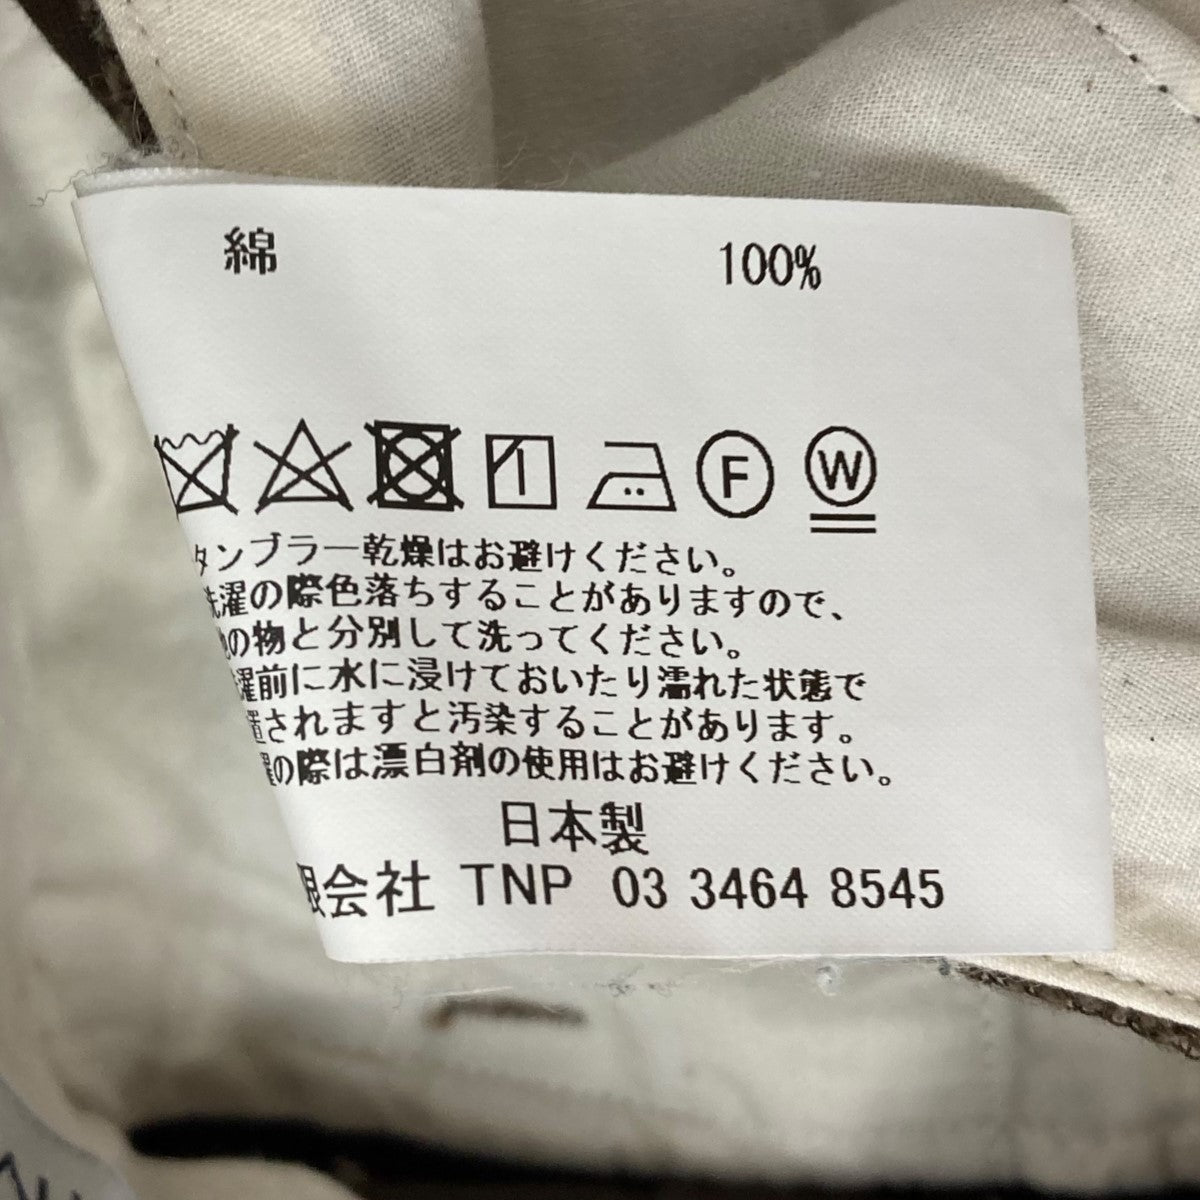 綿 100%
F W
タンブラー乾燥はお避けください。
洗濯の際色落ちすることがありますので、
他の物と分別して洗ってください。
濯前に水に浸けておいたり濡れた状態で
置されますと汚染することがあります。
濯の際は漂白剤の使用はお避けください。
日本製
限会社 TNP 03 3464 8545